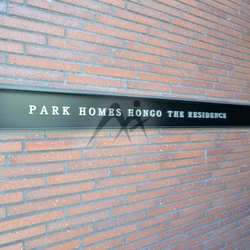 PARK HOMES HONGO THE RESIDENCE